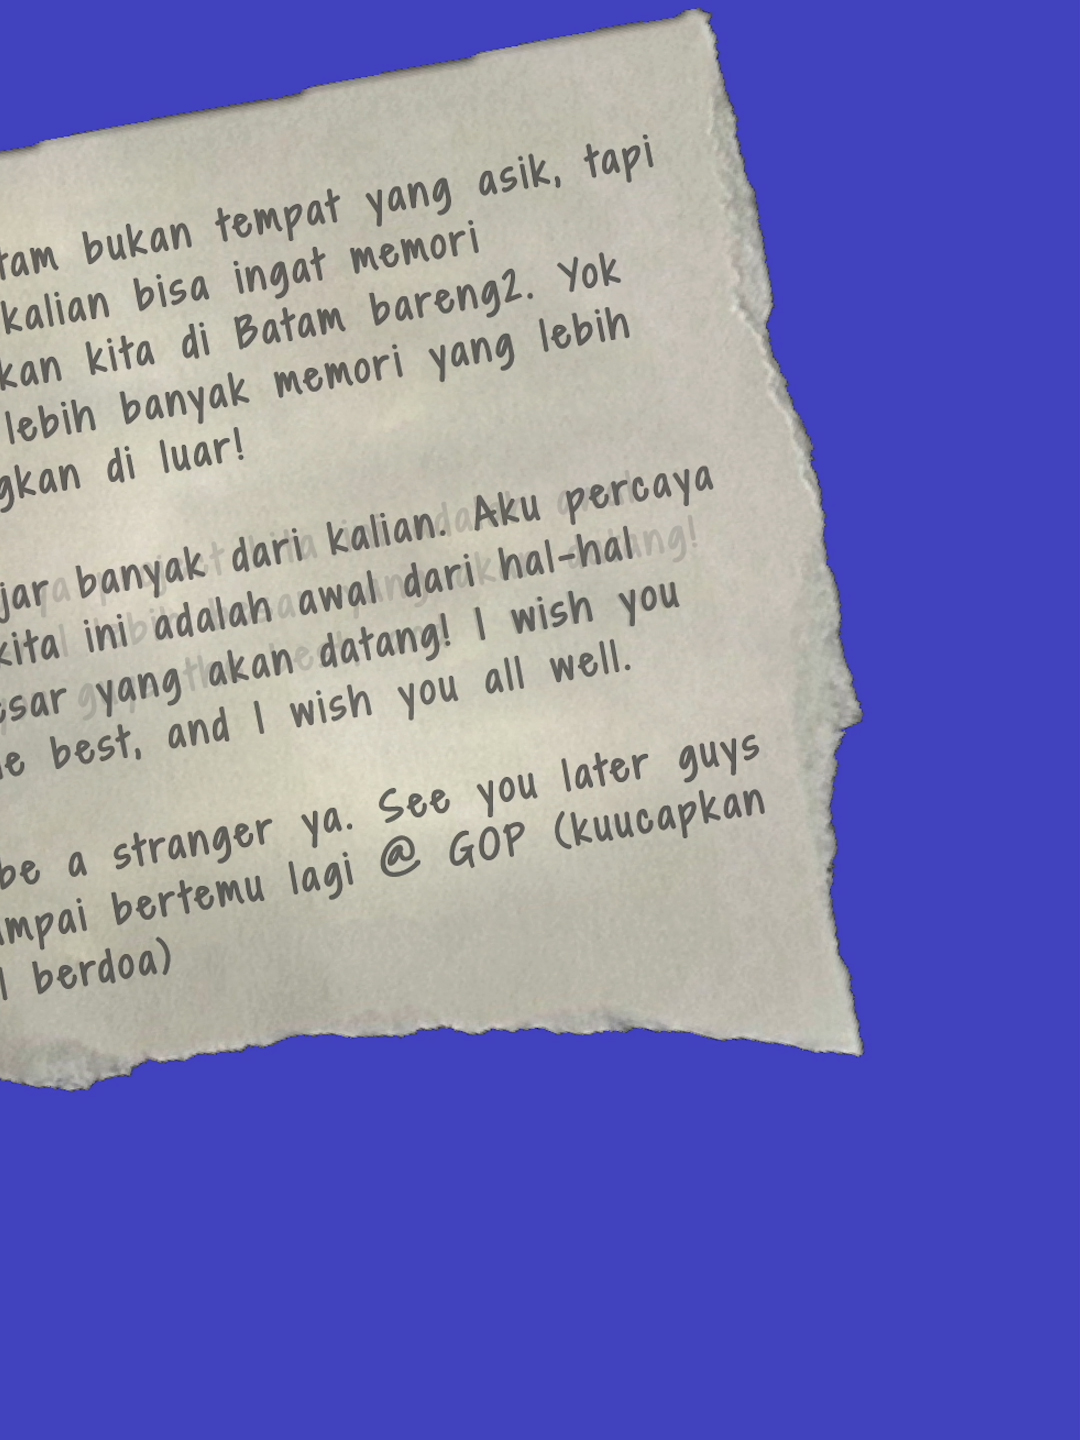 tam bukan tempat yang asik, tapi
kalian bisa ingat memori
kan kita di Batam bareng2. Yok
lebih banyak memori yang lebih
gkan di luar!
jar banyak dari kalian. Aku percaya
kita ini adalah awal dari hal-hal
esar yang akan datang! I wish you
e best, and I wish you all well.
be a stranger ya. See you later guys
mpai bertemu lagi @ GOP (kuucapkan
l berdoa)